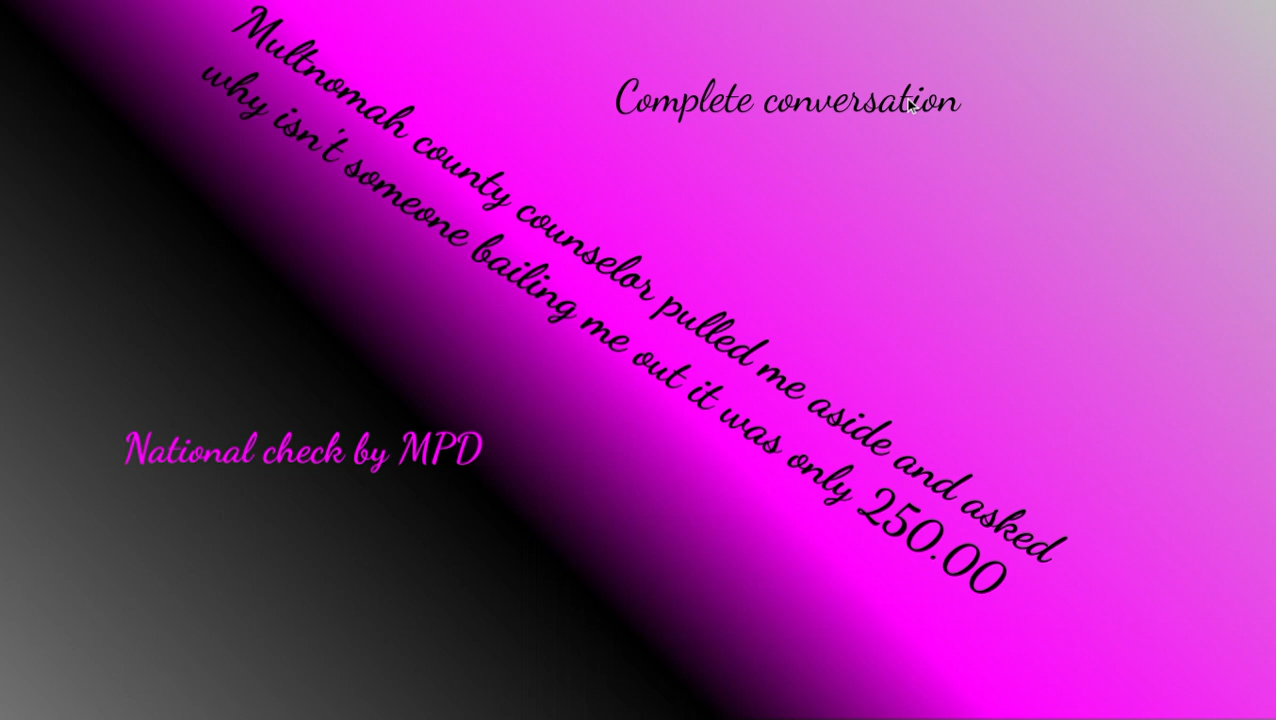 Complete conversation
Multnomah county counselor pulled me aside and asked
why isn't someone bailing me out it was only 250.00
National check by MPD